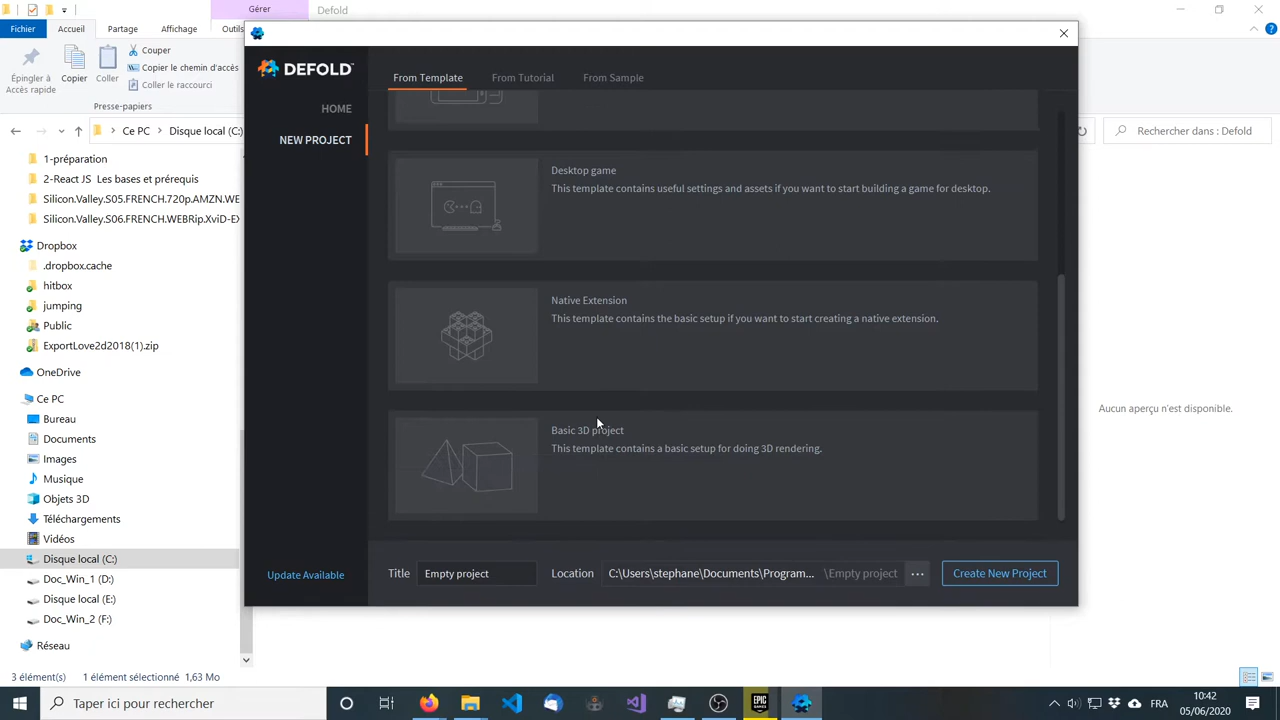 Gérer
Defold
Fichier
Accueil
Partage
Affichage
Outils
Épingler à
Accès rapide
Copier
Coller
Couper
Copier le chemin d'accès
Coller le raccourci
Presse-papiers
Ce PC
Disque local (C:)
Rechercher dans : Defold
1-préparation
2-React JS Les bases et prérequis
Silicon.Valley.S05.FRENCH.720p.AMZN.WE
Silicon.Valley.S06.FRENCH.WEBRip.XviD-EX
Dropbox
.dropbox.cache
hitbox
jumping
Public
ExportLove2d2018(1).zip
OneDrive
Ce PC
Bureau
Documents
Images
Musique
Objets 3D
Téléchargements
Vidéos
Disque local (C:)
Doc_Win_1 (D:)
Disque local (E:)
Doc_Win_2 (F:)
Réseau
3 élément(s)
1 élément sélectionné 1,63 Mo
DEFOLD
HOME
NEW PROJECT
Update Available
From Template
From Tutorial
From Sample
Desktop game
This template contains useful settings and assets if you want to start building a game for desktop.
Native Extension
This template contains the basic setup if you want to start creating a native extension.
Basic 3D project
This template contains a basic setup for doing 3D rendering.
Title
Empty project
Location
C:\Users\stephane\Documents\Program...
\Empty project
...
Create New Project
Aucun aperçu n'est disponible.
Taper ici pour rechercher
EPIC
GAMES
FRA
10:42
05/06/2020